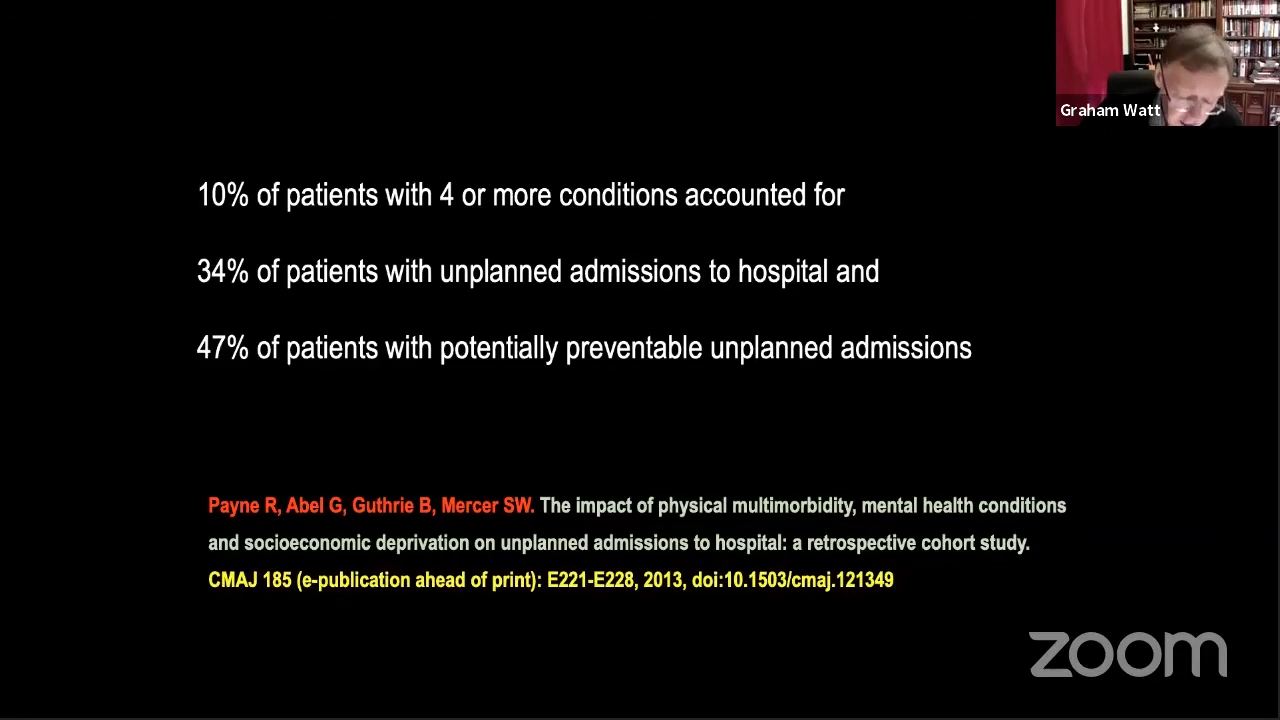 Graham Watt
10% of patients with 4 or more conditions accounted for
34% of patients with unplanned admissions to hospital and
47% of patients with potentially preventable unplanned admissions
Payne R, Abel G, Guthrie B, Mercer SW. The impact of physical multimorbidity, mental health conditions
and socioeconomic deprivation on unplanned admissions to hospital: a retrospective cohort study.
CMAJ 185 (e-publication ahead of print): E221-E228, 2013, doi:10.1503/cmaj.121349
zoom